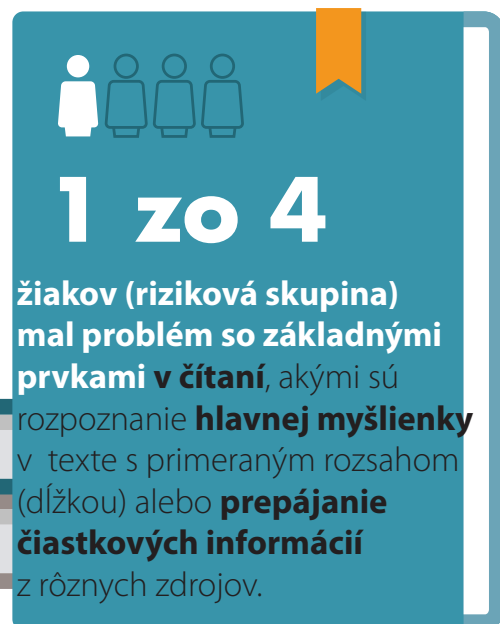 1 zo 4
žiakov (riziková skupina)
mal problém so základnými
prvkami v čítaní, akými sú
rozpoznanie hlavnej myšlienky
v texte s primeraným rozsahom
(dĺžkou) alebo prepájanie
čiastkových informácií
z rôznych zdrojov.